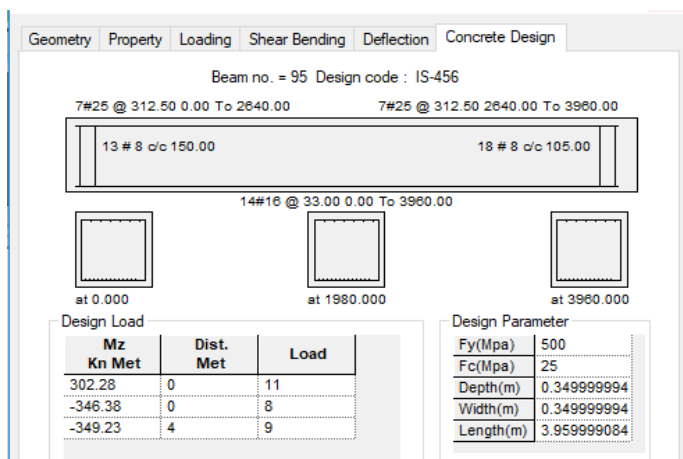 Geometry Property Loading Shear Bending Deflection Concrete Design
Beam no. = 95 Design code : IS-456
7#25 @ 312.50 0.00 To 2640.00 7#25 @ 312.50 2640.00 To 3960.00
13 # 8 c/c 150.00 18 # 8 c/c 105.00
14#16 @ 33.00 0.00 To 3960.00
at 0.000 at 1980.000 at 3960.000
Design Load Design Parameter
Mz Kn Met Dist. Met Load
302.28 0 11
-346.38 0 8
-349.23 4 9
Fy(Mpa) 500
Fc(Mpa) 25
Depth(m) 0.349999994
Width(m) 0.349999994
Length(m) 3.959999084